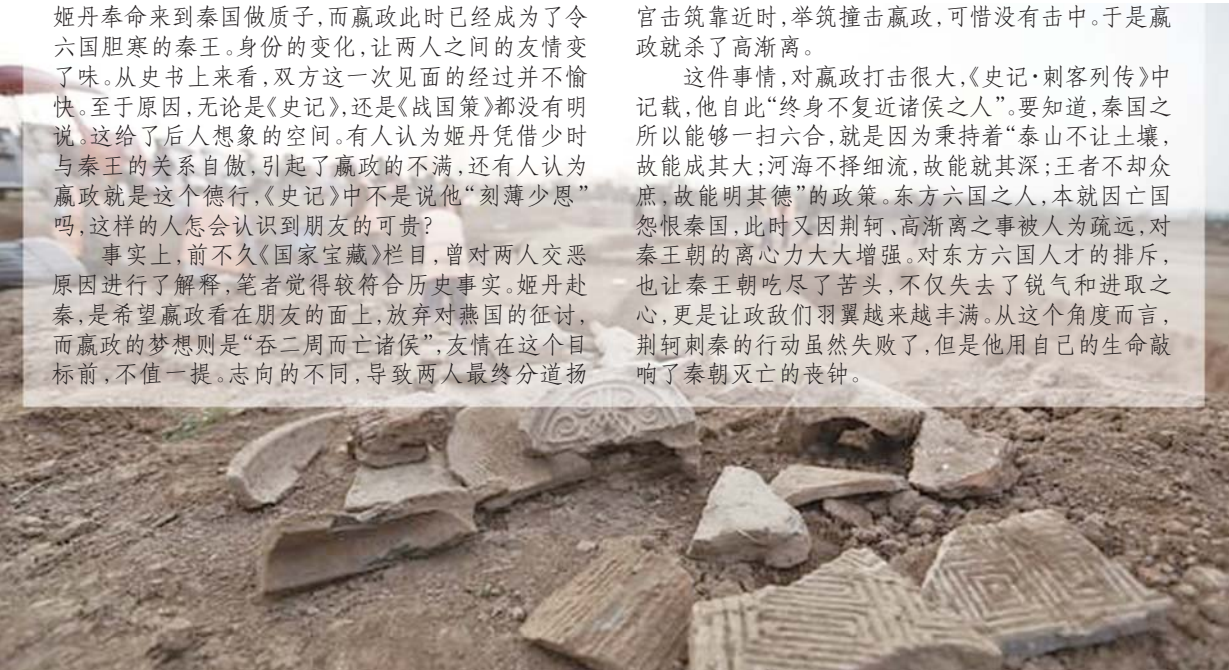 姬丹奉命来到秦国做质子,而嬴政此时已经成为了令
六国胆寒的秦王。身份的变化,让两人之间的友情变
了味。从史书上来看,双方这一次见面的经过并不愉
快。至于原因,无论是《史记》,还是《战国策》都没有明
说。这给了后人想象的空间。有人认为姬丹凭借少时
与秦王的关系自傲,引起了嬴政的不满,还有人认为
嬴政就是这个德行,《史记》中不是说他“刻薄少恩”
吗,这样的人怎会认识到朋友的可贵?
事实上,前不久《国家宝藏》栏目,曾对两人交恶
原因进行了解释,笔者觉得较符合历史事实。姬丹赴
秦,是希望嬴政看在朋友的面上,放弃对燕国的征讨,
而嬴政的梦想则是“吞二周而亡诸侯”,友情在这个目
标前,不值一提。志向的不同,导致两人最终分道扬
宫击筑靠近时,举筑撞击嬴政,可惜没有击中。于是嬴
政就杀了高渐离。
这件事情,对嬴政打击很大,《史记·刺客列传》中
记载,他自此“终身不复近诸侯之人”。要知道,秦国之
所以能够一扫六合,就是因为秉持着“泰山不让土壤,
故能成其大;河海不择细流,故能就其深;王者不却众
庶,故能明其德”的政策。东方六国之人,本就因亡国
怨恨秦国,此时又因荆轲、高渐离之事被人为疏远,对
秦王朝的离心力大大增强。对东方六国人才的排斥,
也让秦王朝吃尽了苦头,不仅失去了锐气和进取之
心,更是让政敌们羽翼越来越丰满。从这个角度而言,
荆轲刺秦的行动虽然失败了,但是他用自己的生命敲
响了秦朝灭亡的丧钟。